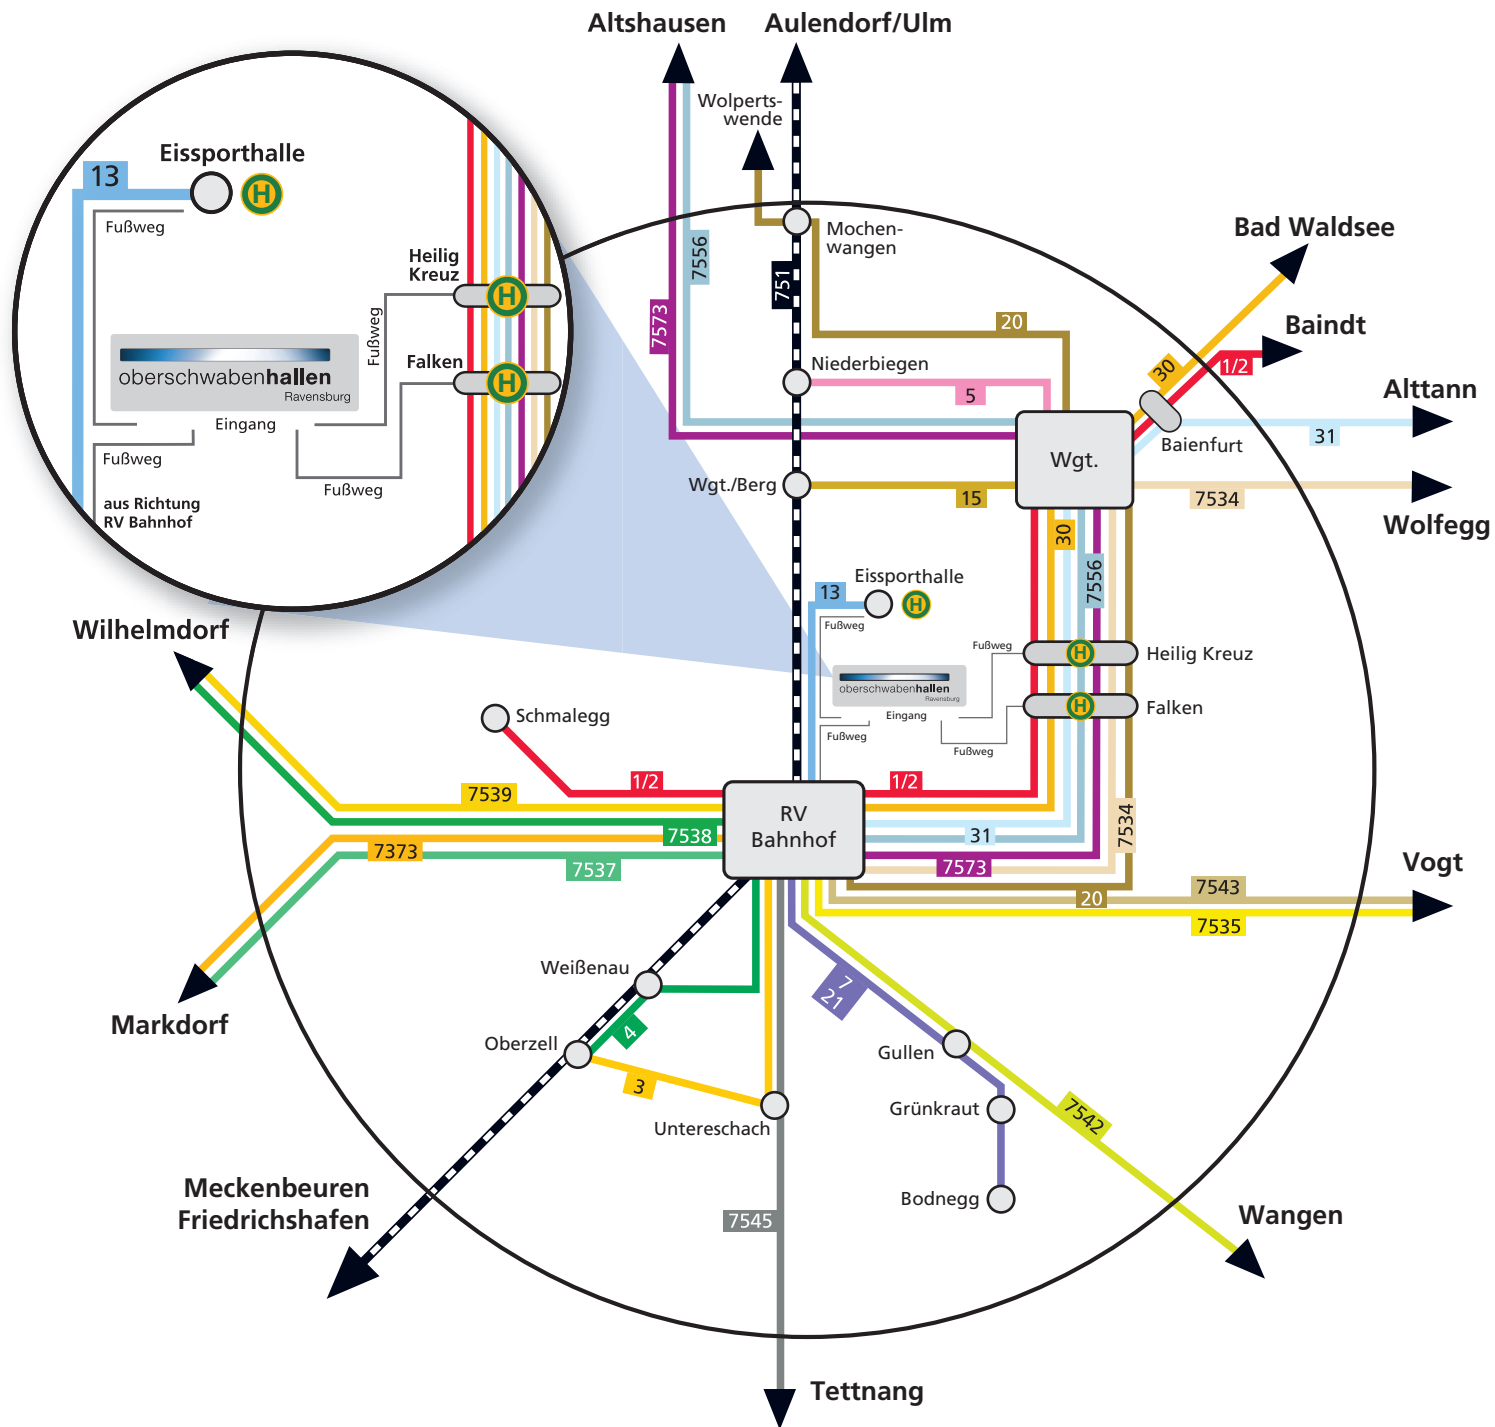 Altshausen
Aulendorf/Ulm
Wolperts-
wende
13
Eissporthalle
H
Fußweg
Heilig
Kreuz
H
Fußweg
Falken
H
oberschwabenhallen
Ravensburg
Eingang
Fußweg
Fußweg
aus Richtung
RV Bahnhof
Mochen-
wangen
7556
751
7573
20
Bad Waldsee
Baindt
30
1/2
Niederbiegen
5
Alttann
31
Baienfurt
Wgt.
Wgt./Berg
15
7534
Wolfegg
30
7556
Eissporthalle
13
H
Fußweg
Fußweg
H
Heilig Kreuz
oberschwabenhallen
Ravensburg
Eingang
H
Falken
Fußweg
Fußweg
Wilhelmdorf
Schmalegg
1/2
1/2
7539
RV
Bahnhof
7538
31
7534
7373
7537
7573
Vogt
7543
20
7535
Weißenau
7
21
Markdorf
4
Oberzell
Gullen
3
Grünkraut
7542
Untereschach
Meckenbeuren
Friedrichshafen
Bodnegg
7545
Wangen
Tettnang